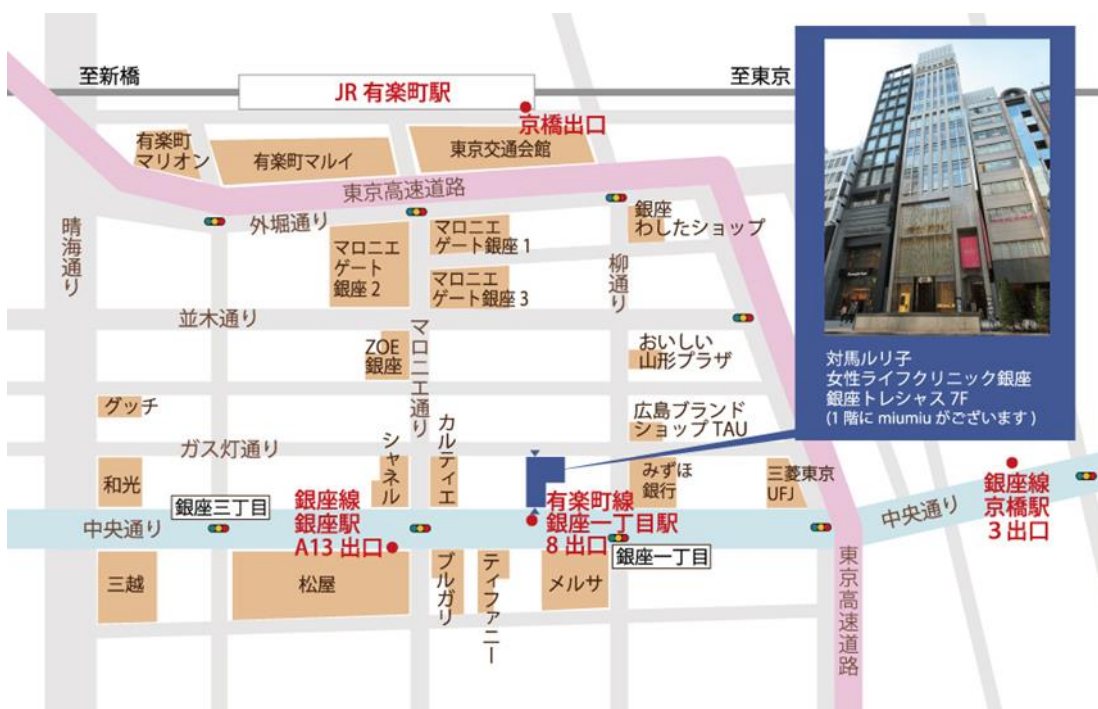 至新橋
JR 有楽町駅
至東京
京橋出口
有楽町
マリオン
有楽町マルイ
東京交通会館
東京高速道路
外堀通り
晴海通り
マロニエ
ゲート
銀座 2
マロニエ
ゲート銀座 1
マロニエ
ゲート銀座 3
銀座
わしたショップ
柳通り
並木通り
マロニエ通り
ZOE
銀座
おいしい
山形プラザ
グッチ
広島ブランド
ショップ TAU
ガス灯通り
シャネル
カルティエ
和光
みずほ
銀行
三菱東京
UFJ
対馬ルリ子
女性ライフクリニック銀座
銀座トレシャス 7F
(1 階に miumiu がございます)
銀座三丁目
銀座線
銀座駅
A13 出口
有楽町線
銀座一丁目駅
8 出口
銀座一丁目
銀座線
京橋駅
3 出口
中央通り
中央通り
三越
松屋
ブルガリ
ティファニー
メルサ
東京高速道路